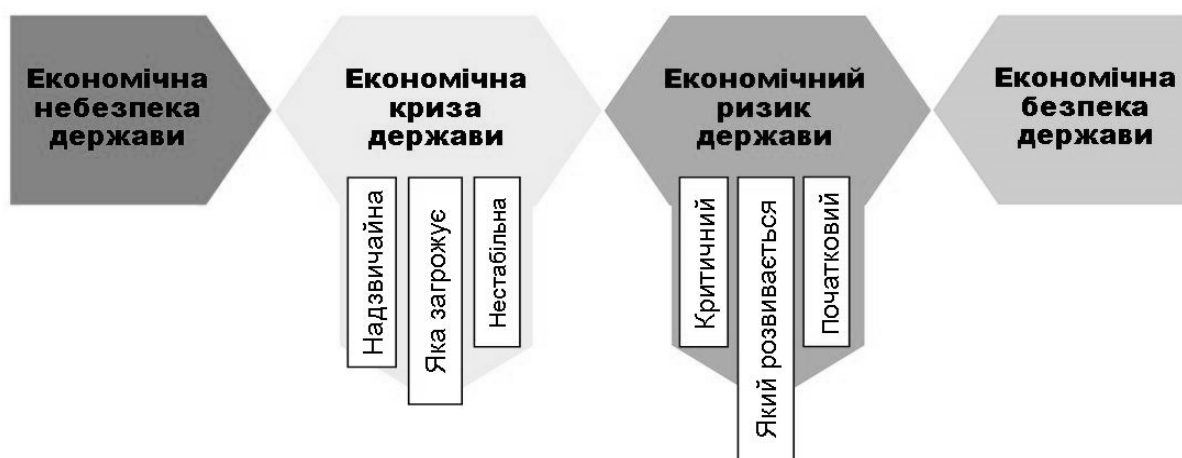 Економічна
небезпека
держави
Економічна
криза
держави
Надзвичайна
Яка загрожує
Нестабільна
Економічний
ризик
держави
Критичний
Який розвивається
Початковий
Економічна
безпека
держави